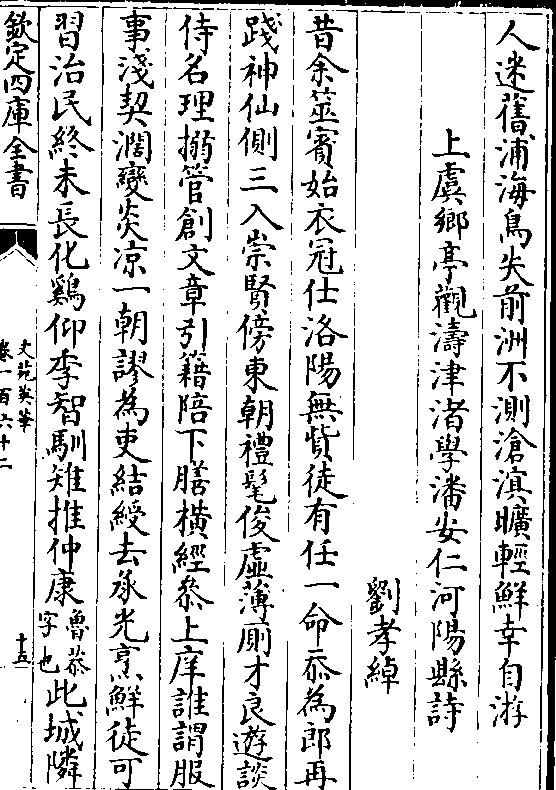 人迷舊浦海鳥失前洲不測滄溟曠輕鮮幸自游
上虞鄉亭觀濤津渚學潘安仁河陽縣詩
劉孝綽
昔余筮賓始衣冠仕洛陽無貲徒有任一命忝為郎再
踐神仙側三入崇賢傍東朝禮髦俊虛薄厠才良遊談
侍名理搦管創文章引籍陪下膳橫經叅上庠誰謂服
事淺契濶變炎凉一朝謬為吏結綬去承光烹鮮徒可
習治民終未長化鷄仰季智馴雉推仲康魯恭字也此城隣
欽定四庫全書
文苑英華
卷一百六十二
十五